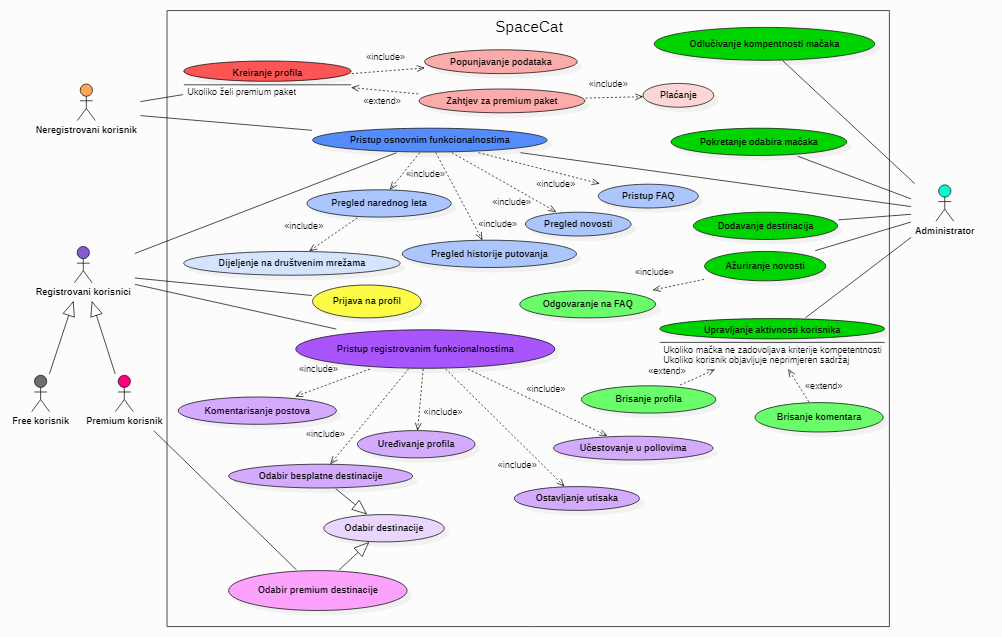 SpaceCat
Odlučivanje kompentnosti mačaka
«include»
Popunjavanje podataka
Kreiranje profila
Ukoliko želi premium paket
«extend»
Zahtjev za premium paket
«include»
Plaćanje
Neregistrovani korisnik
Pristup osnovnim funkcionalnostima
Pokretanje odabira mačaka
«include»
«include»
Pregled narednog leta
«include»
Pristup FAQ
«include»
«include»
Pregled novosti
Dodavanje destinacija
Administrator
Pregled historije putovanja
Dijeljenje na društvenim mrežama
Ažuriranje novosti
«include»
Registrovani korisnici
Prijava na profil
Odgovaranje na FAQ
Upravljanje aktivnosti korisnika
Ukoliko mačka ne zadovoljava kriterije kompetentnosti
Ukoliko korisnik objavljuje neprimjeren sadržaj
«extend»
«extend»
Pristup registrovanim funkcionalnostima
«include»
«include»
Brisanje profila
Brisanje komentara
Komentarisanje postova
«include»
Free korisnik
Premium korisnik
«include»
Uređivanje profila
Učestovanje u pollovima
«include»
Odabir besplatne destinacije
Ostavljanje utisaka
Odabir destinacije
Odabir premium destinacije